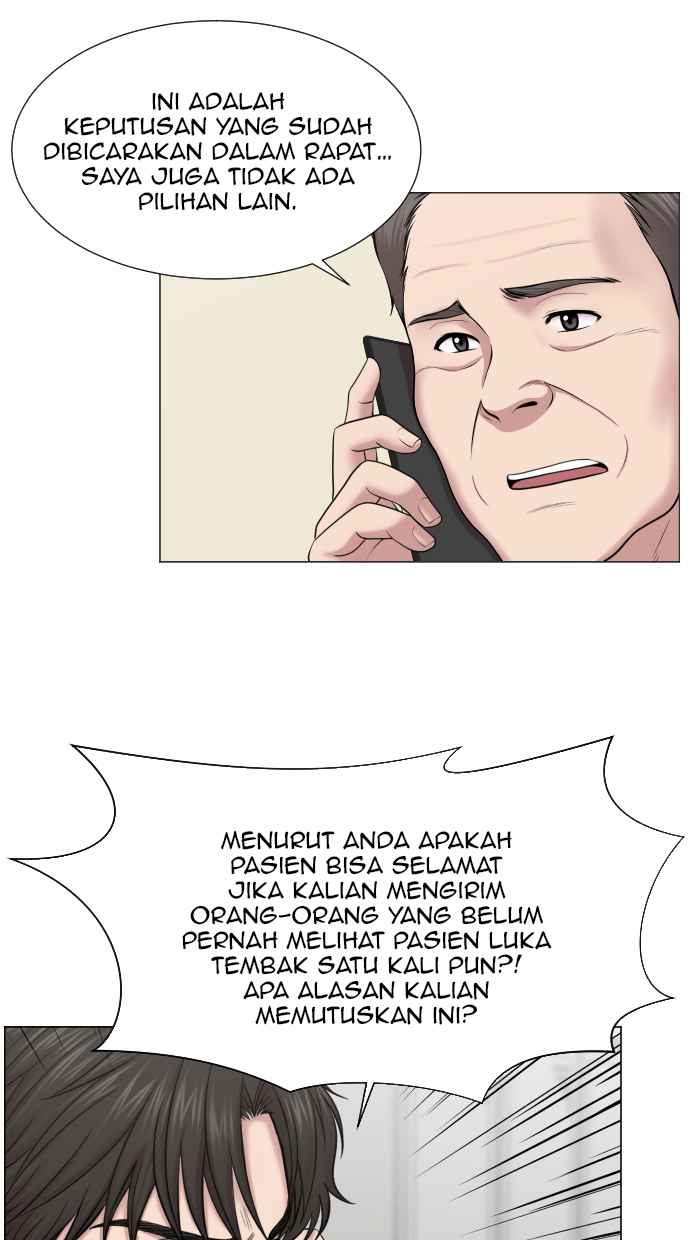 INI ADALAH
KEPUTUSAN YANG SUDAH
DIBICARAKAN DALAM RAPAT...
SAYA JUGA TIDAK ADA
PILIHAN LAIN.
MENURUT ANDA APAKAH
PASIEN BISA SELAMAT
JIKA KALIAN MENGIRIM
ORANG-ORANG YANG BELUM
PERNAH MELIHAT PASIEN LUKA
TEMBAK SATU KALI PUN?!
APA ALASAN KALIAN
MEMUTUSKAN INI?